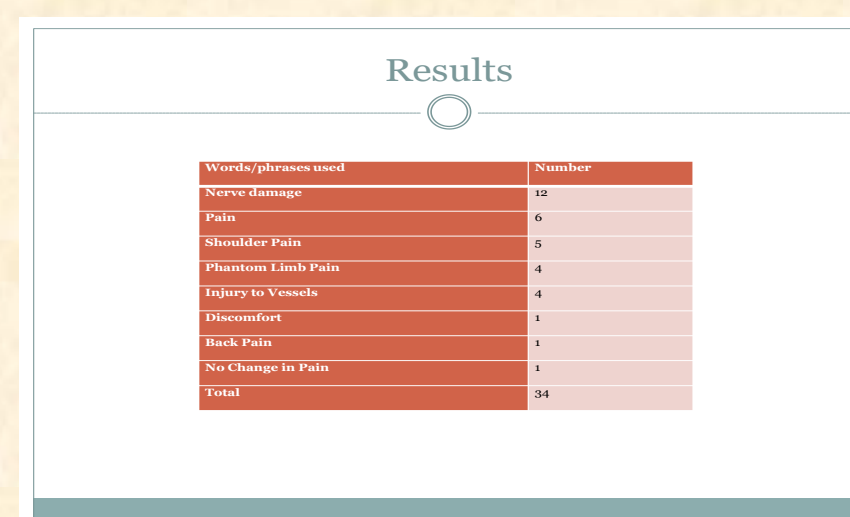 Results
Words/phrases used Number
Nerve damage 12
Pain 6
Shoulder Pain 5
Phantom Limb Pain 4
Injury to Vessels 4
Discomfort 1
Back Pain 1
No Change in Pain 1
Total 34